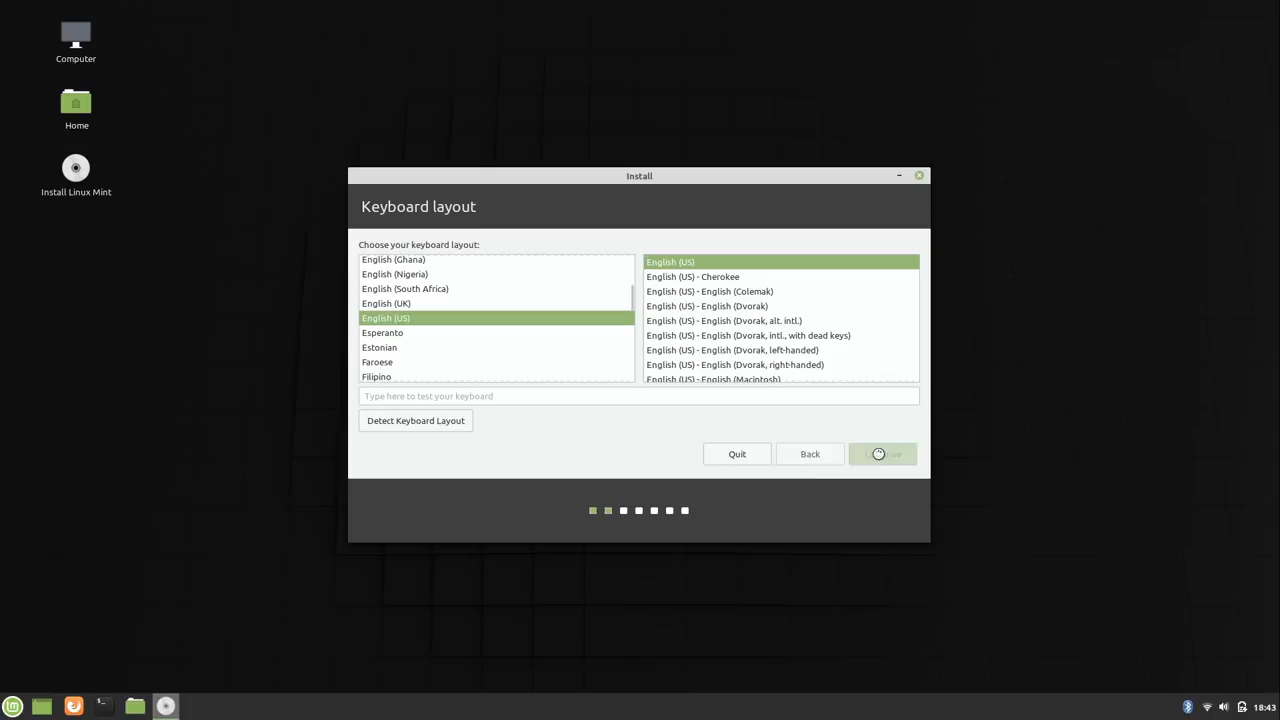 Computer
Home
Install Linux Mint
Install
Keyboard layout
Choose your keyboard layout:
English (Ghana)
English (Nigeria)
English (South Africa)
English (UK)
English (US)
Esperanto
Estonian
Faroese
Filipino
English (US)
English (US) - Cherokee
English (US) - English (Colemak)
English (US) - English (Dvorak)
English (US) - English (Dvorak, alt. intl.)
English (US) - English (Dvorak, intl., with dead keys)
English (US) - English (Dvorak, left-handed)
English (US) - English (Dvorak, right-handed)
English (US) - English (Macintosh)
Type here to test your keyboard
Detect Keyboard Layout
Quit
Back
18:43